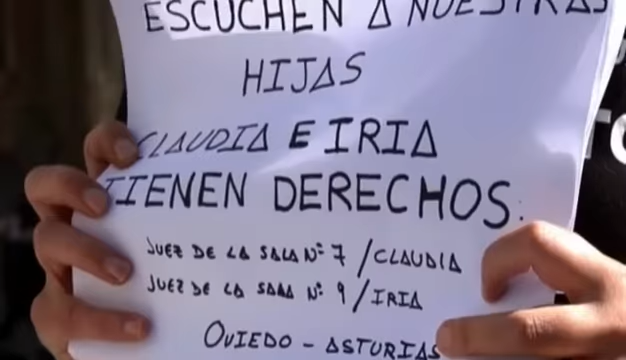 ESCUCHEN A NUESTRAS
HIJAS
CLAUDIA E IRIA
TIENEN DERECHOS.
JUEZ DE LA SALA Nº 7 / CLAUDIA
JUEZ DE LA SALA Nº 9 / IRIA
OVIEDO - ASTURIAS